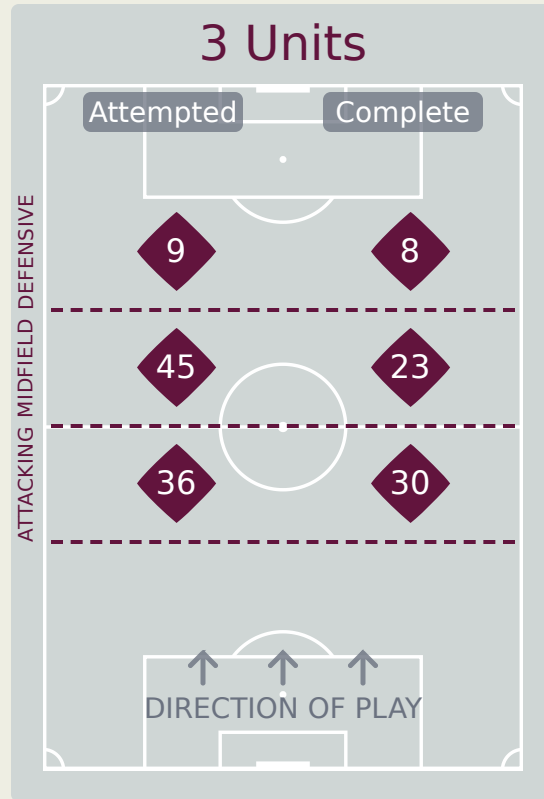 3 Units
Attempted Complete
ATTACKING MIDFIELD DEFENSIVE
9 8
45 23
36 30
DIRECTION OF PLAY